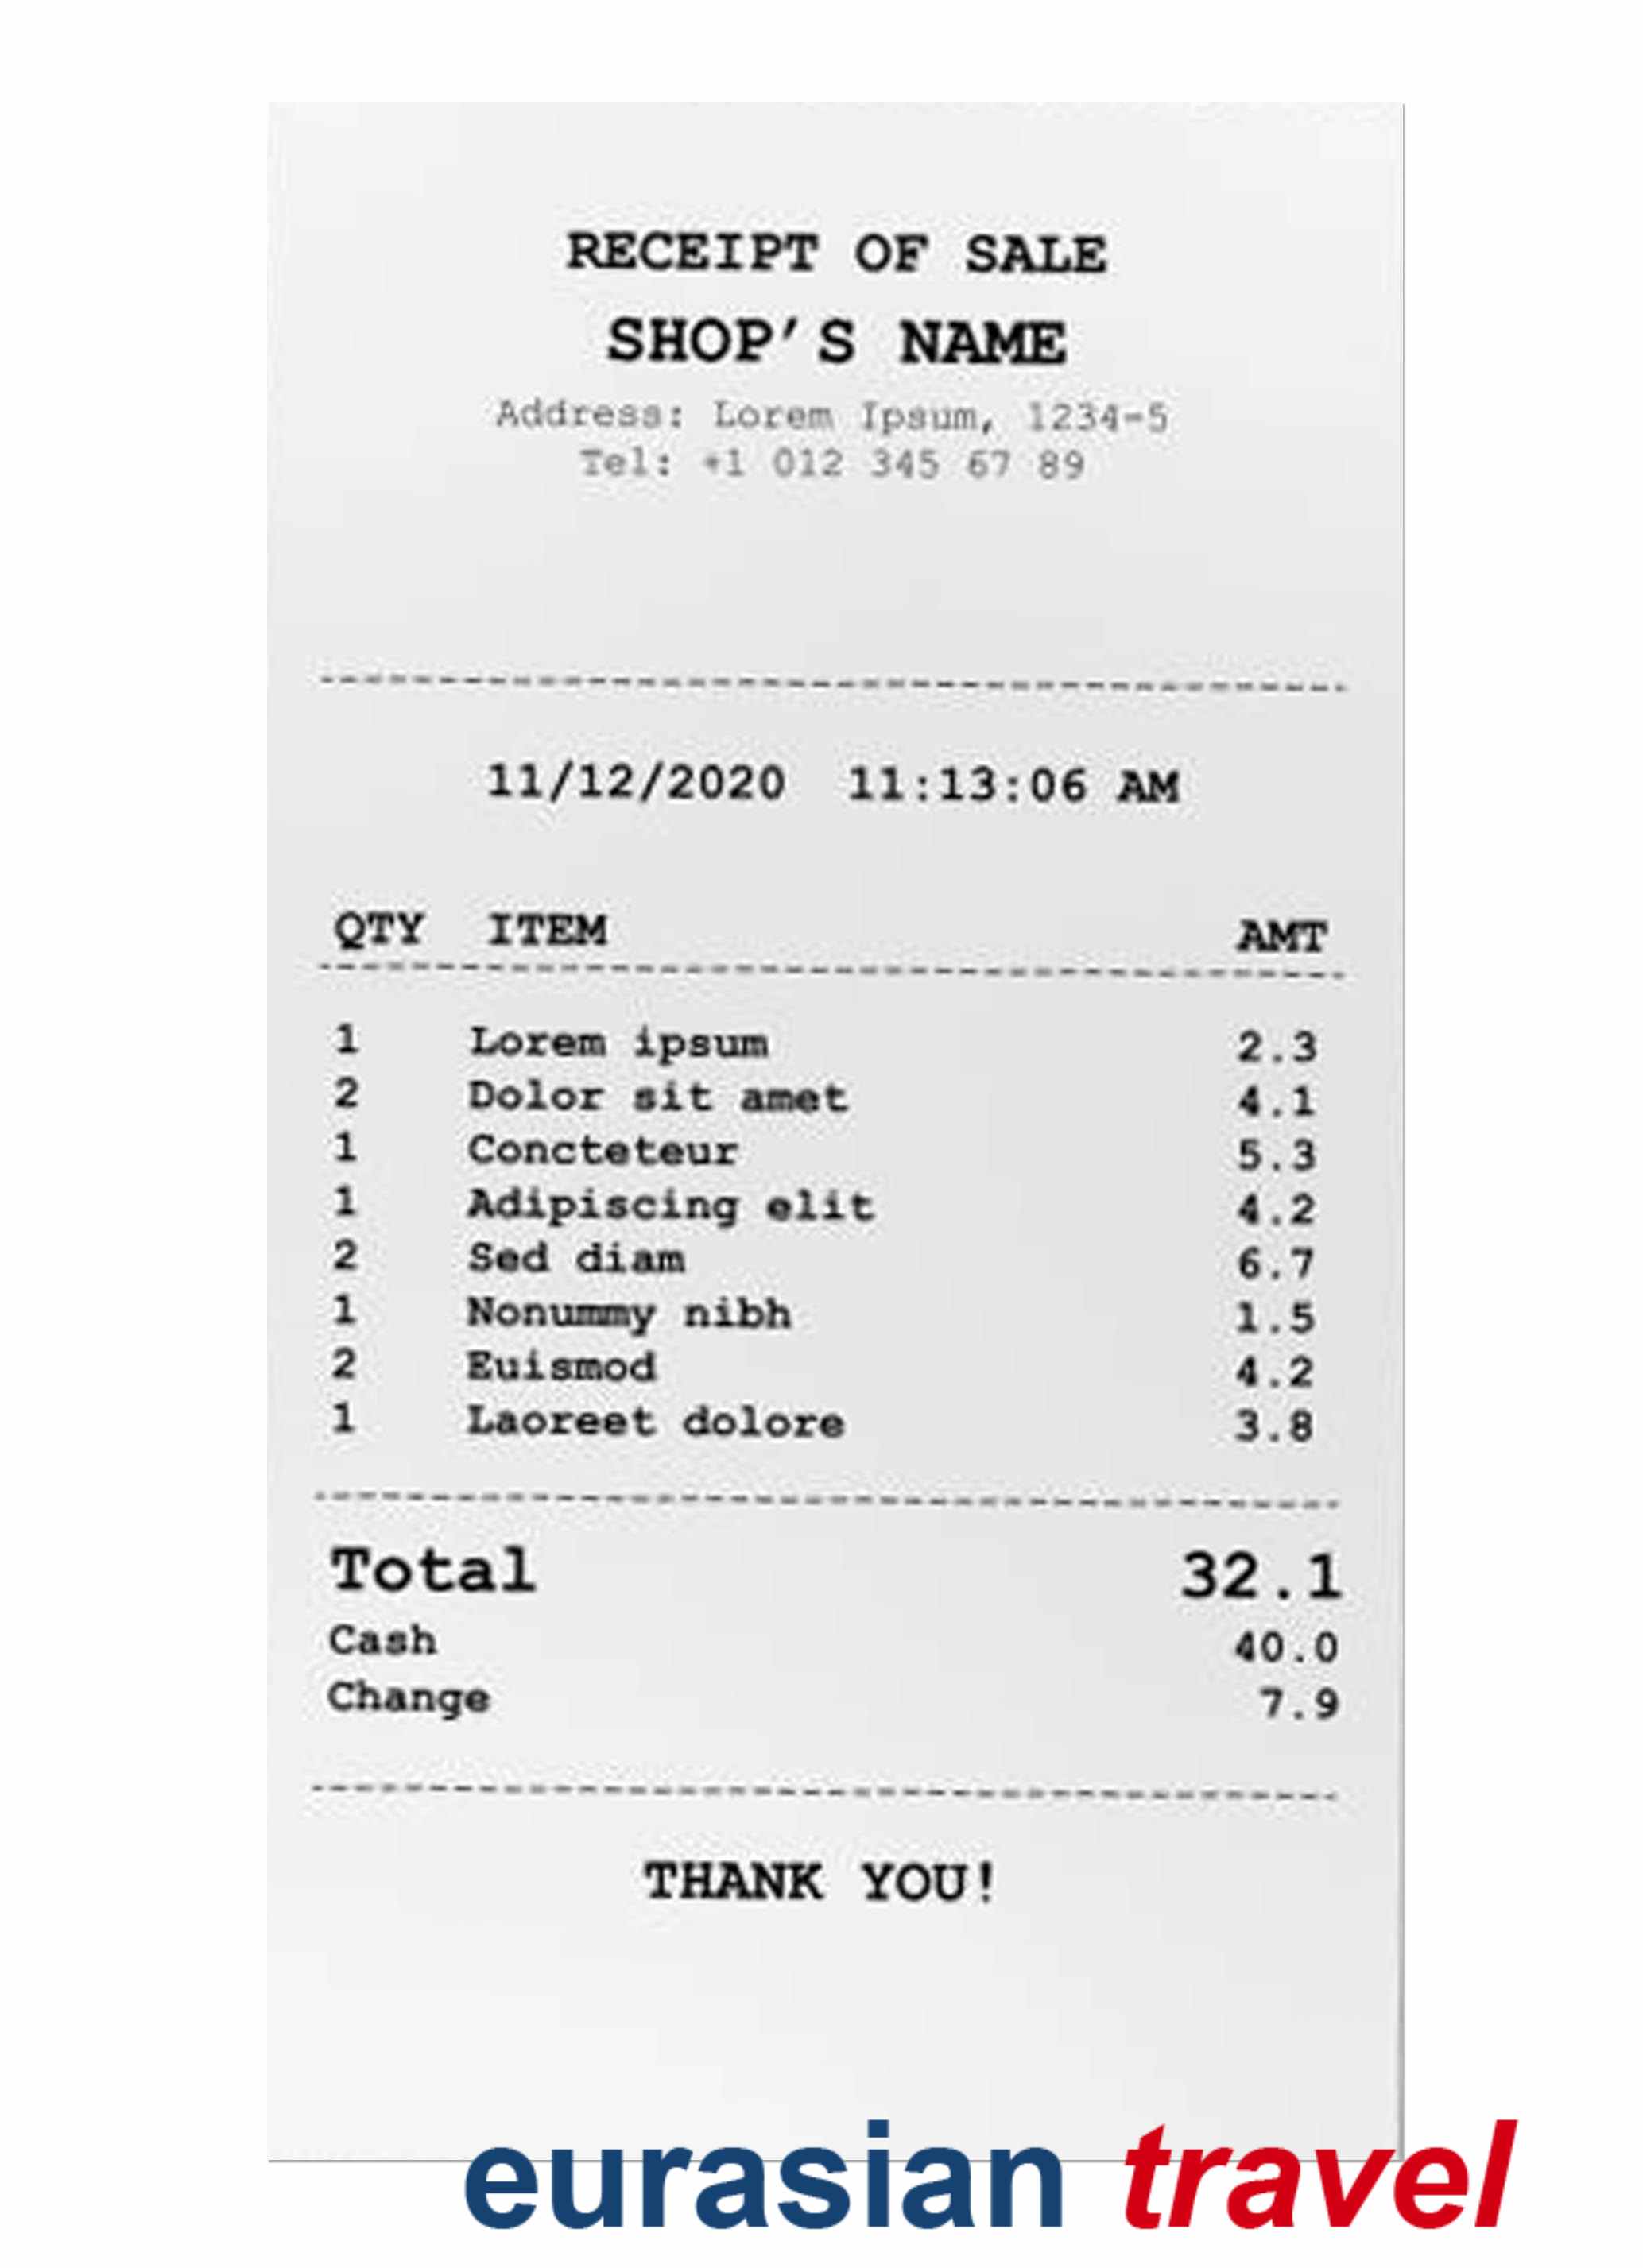 RECEIPT OF SALE
SHOP'S NAME
Address: Lorem Ipsum, 1234-5
Tel: +1 012 345 67 89
11/12/2020 11:13:06 AM
QTY ITEM AMT
1 Lorem ipsum 2.3
2 Dolor sit amet 4.1
1 Concteteur 5.3
1 Adipiscing elit 4.2
2 Sed diam 6.7
1 Nonummy nibh 1.5
2 Euismod 4.2
1 Laoreet dolore 3.8
Total 32.1
Cash 40.0
Change 7.9
THANK YOU!
eurasian travel